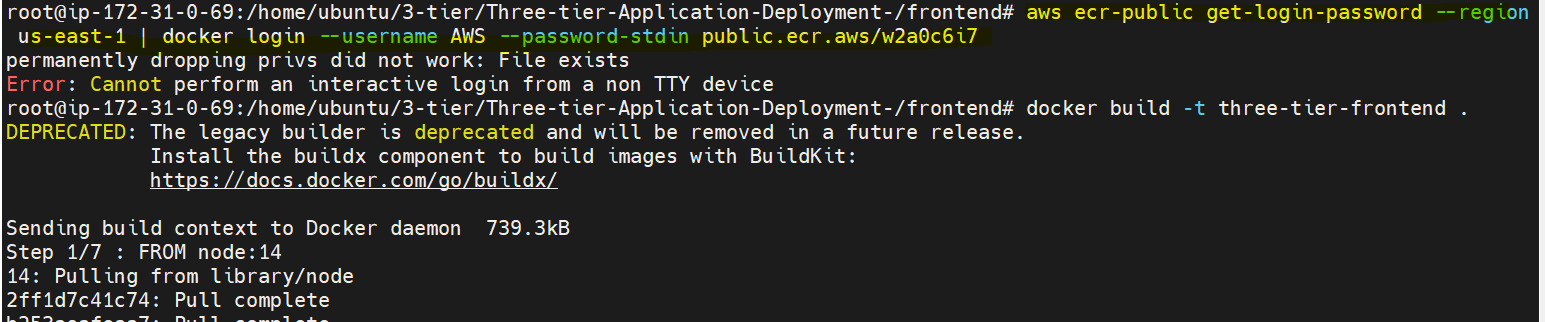 root@ip-172-31-0-69:/home/ubuntu/3-tier/Three-tier-Application-Deployment-/frontend# aws ecr-public get-login-password --region
us-east-1 | docker login --username AWS --password-stdin public.ecr.aws/w2a0c6i7
permanently dropping privs did not work: File exists
Error: Cannot perform an interactive login from a non TTY device
root@ip-172-31-0-69:/home/ubuntu/3-tier/Three-tier-Application-Deployment-/frontend# docker build -t three-tier-frontend .
DEPRECATED: The legacy builder is deprecated and will be removed in a future release.
Install the buildx component to build images with BuildKit:
https://docs.docker.com/go/buildx/
Sending build context to Docker daemon 739.3kB
Step 1/7 : FROM node:14
14: Pulling from library/node
2ff1d7c41c74: Pull complete
Pull complete